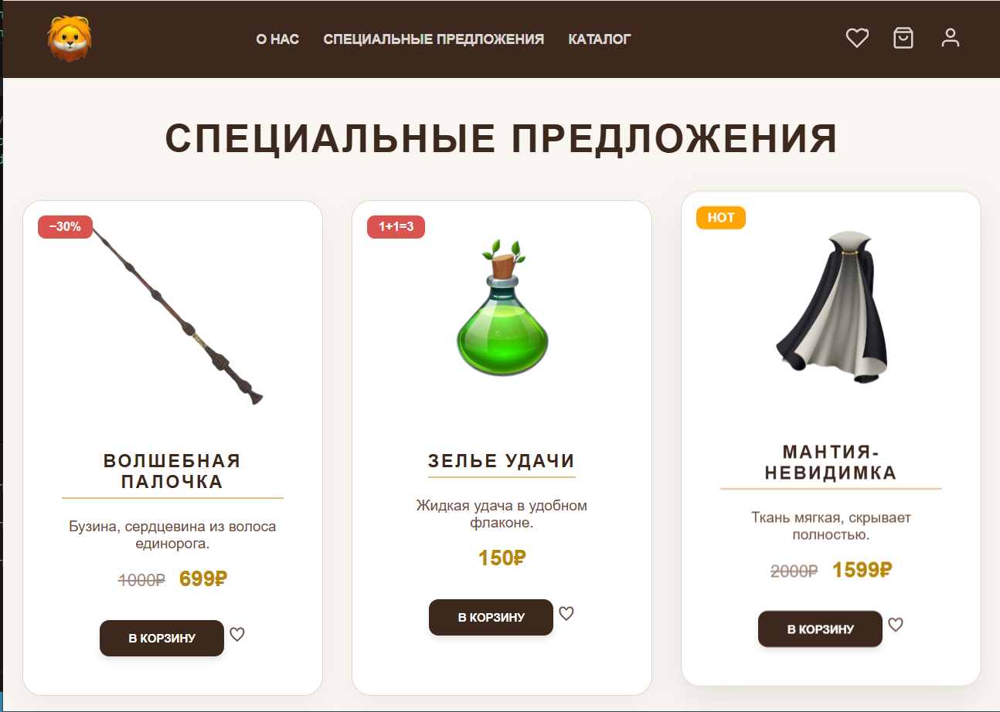 О НАС СПЕЦИАЛЬНЫЕ ПРЕДЛОЖЕНИЯ КАТАЛОГ
СПЕЦИАЛЬНЫЕ ПРЕДЛОЖЕНИЯ
−30%
ВОЛШЕБНАЯ
ПАЛОЧКА
Бузина, сердцевина из волоса
единорога.
1000₽ 699₽
В КОРЗИНУ
1+1=3
ЗЕЛЬЕ УДАЧИ
Жидкая удача в удобном
флаконе.
150₽
В КОРЗИНУ
HOT
МАНТИЯ-
НЕВИДИМКА
Ткань мягкая, скрывает
полностью.
2000₽ 1599₽
В КОРЗИНУ